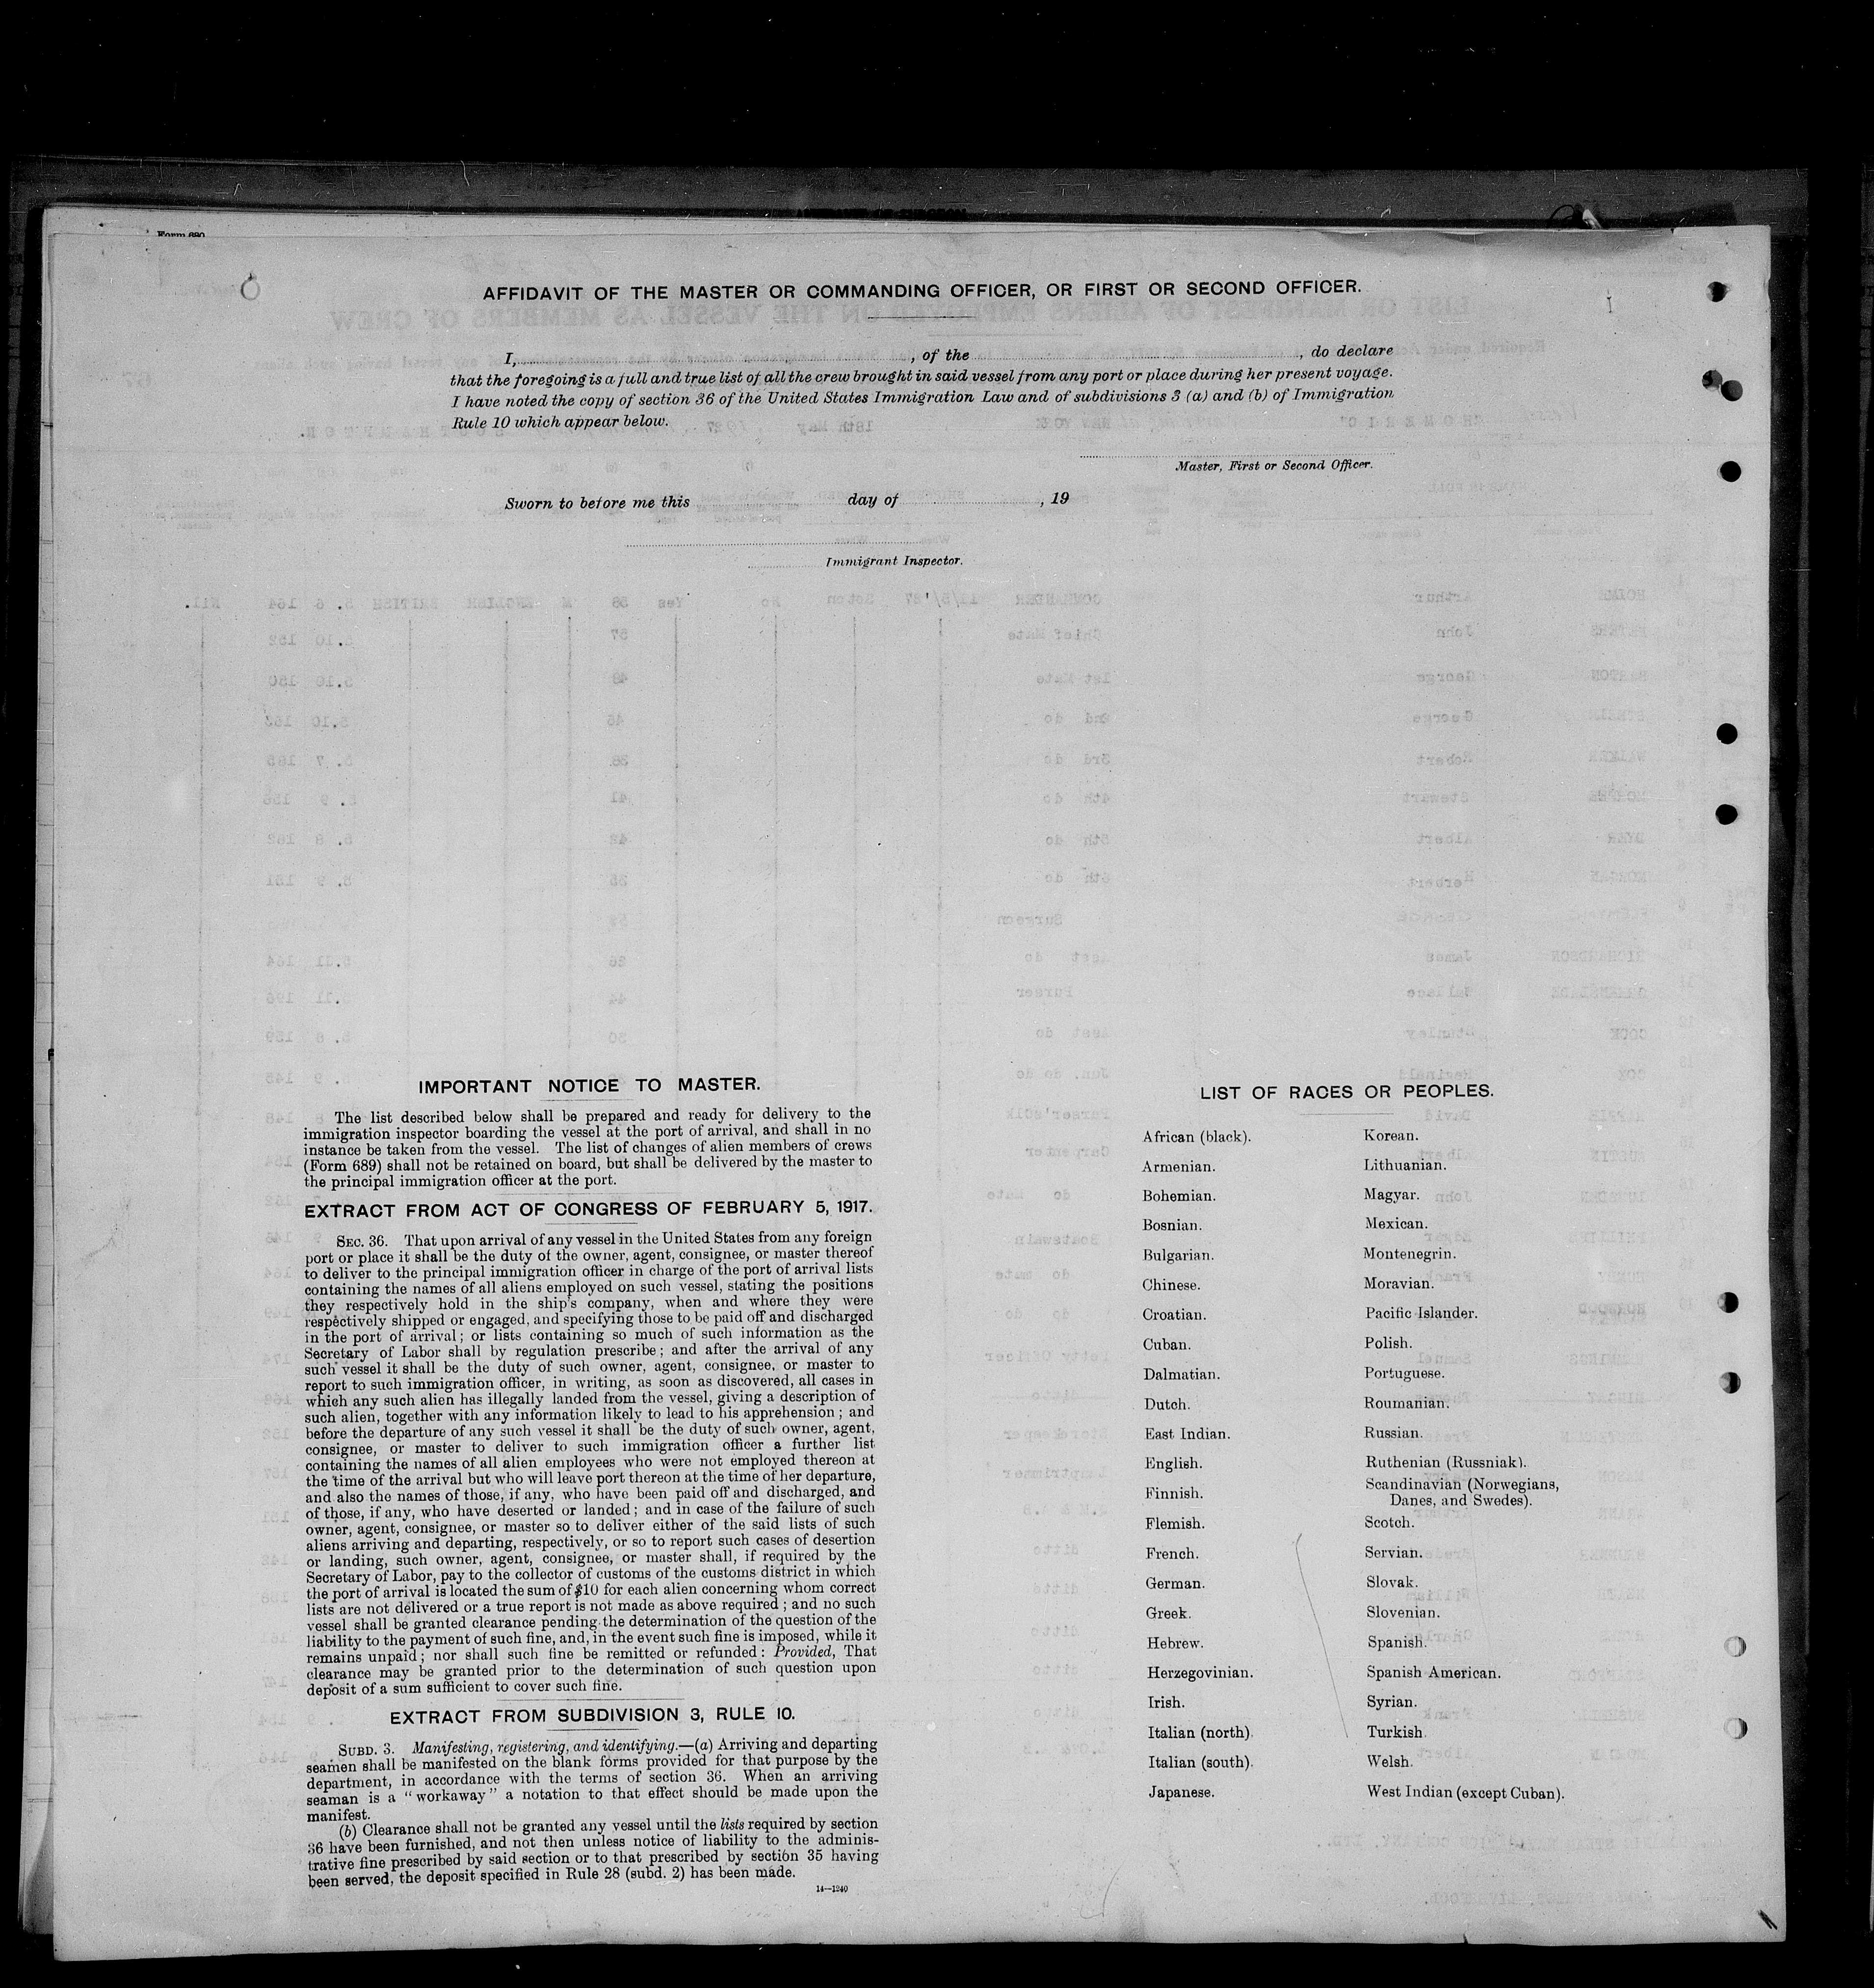 Form 680
AFFIDAVIT OF THE MASTER OR COMMANDING OFFICER, OR FIRST OR SECOND OFFICER.
I, , of the , do declare
that the foregoing is a full and true list of all the crew brought in said vessel from any port or place during her present voyage.
I have noted the copy of section 36 of the United States Immigration Law and of subdivisions 3 (a) and (b) of Immigration
Rule 10 which appear below.
Master, First or Second Officer.
Sworn to before me this day of , 19
Immigrant Inspector.
IMPORTANT NOTICE TO MASTER.
The list described below shall be prepared and ready for delivery to the
immigration inspector boarding the vessel at the port of arrival, and shall in no
instance be taken from the vessel. The list of changes of alien members of crews
(Form 689) shall not be retained on board, but shall be delivered by the master to
the principal immigration officer at the port.
EXTRACT FROM ACT OF CONGRESS OF FEBRUARY 5, 1917.
SEC. 36. That upon arrival of any vessel in the United States from any foreign
port or place it shall be the duty of the owner, agent, consignee, or master thereof
to deliver to the principal immigration officer in charge of the port of arrival lists
containing the names of all aliens employed on such vessel, stating the positions
they respectively hold in the ship's company, when and where they were
respectively shipped or engaged, and specifying those to be paid off and discharged
in the port of arrival; or lists containing so much of such information as the
Secretary of Labor shall by regulation prescribe; and after the arrival of any
such vessel it shall be the duty of such owner, agent, consignee, or master to
report to such immigration officer, in writing, as soon as discovered, all cases in
which any such alien has illegally landed from the vessel, giving a description of
such alien, together with any information likely to lead to his apprehension; and
before the departure of any such vessel it shall be the duty of such owner, agent,
consignee, or master to deliver to such immigration officer a further list
containing the names of all alien employees who were not employed thereon at
the time of the arrival but who will leave port thereon at the time of her departure,
and also the names of those, if any, who have been paid off and discharged, and
of those, if any, who have deserted or landed; and in case of the failure of such
owner, agent, consignee, or master so to deliver either of the said lists of such
aliens arriving and departing, respectively, or so to report such cases of desertion
or landing, such owner, agent, consignee, or master shall, if required by the
Secretary of Labor, pay to the collector of customs of the customs district in which
the port of arrival is located the sum of $10 for each alien concerning whom correct
lists are not delivered or a true report is not made as above required; and no such
vessel shall be granted clearance pending the determination of the question of the
liability to the payment of such fine, and, in the event such fine is imposed, while it
remains unpaid; nor shall such fine be remitted or refunded: Provided, That
clearance may be granted prior to the determination of such question upon
deposit of a sum sufficient to cover such fine.
EXTRACT FROM SUBDIVISION 3, RULE 10.
SUBD. 3. Manifesting, registering, and identifying.—(a) Arriving and departing
seamen shall be manifested on the blank forms provided for that purpose by the
department, in accordance with the terms of section 36. When an arriving
seaman is a "workaway" a notation to that effect should be made upon the
manifest.
(b) Clearance shall not be granted any vessel until the lists required by section
36 have been furnished, and not then unless notice of liability to the adminis-
trative fine prescribed by said section or to that prescribed by section 35 having
been served, the deposit specified in Rule 28 (subd. 2) has been made.
14—1240
LIST OF RACES OR PEOPLES.
African (black).
Armenian.
Bohemian.
Bosnian.
Bulgarian.
Chinese.
Croatian.
Cuban.
Dalmatian.
Dutch.
East Indian.
English.
Finnish.
Flemish.
French.
German.
Greek.
Hebrew.
Herzegovinian.
Irish.
Italian (north).
Italian (south).
Japanese.
Korean.
Lithuanian.
Magyar.
Mexican.
Montenegrin.
Moravian.
Pacific Islander.
Polish.
Portuguese.
Roumanian.
Russian.
Ruthenian (Russniak).
Scandinavian (Norwegians,
Danes, and Swedes).
Scotch.
Servian.
Slovak.
Slovenian.
Spanish.
Spanish American.
Syrian.
Turkish.
Welsh.
West Indian (except Cuban).